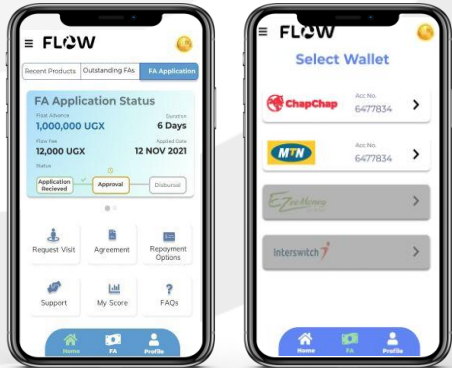 FLOW
Recent Products Outstanding FAs FA Application
FA Application Status
Float Advance Duration
1,000,000 UGX 6 Days
Flow Fee Applied Date
12,000 UGX 12 NOV 2021
Status
Application Recieved Approval Disbursal
Request Visit Agreement Repayment Options
Support My Score FAQs
Home FA Profile
FLOW
Select Wallet
ChapChap Acc No. 6477834
MTN Acc No. 6477834
EzeeMoney
Interswitch
Home FA Profile